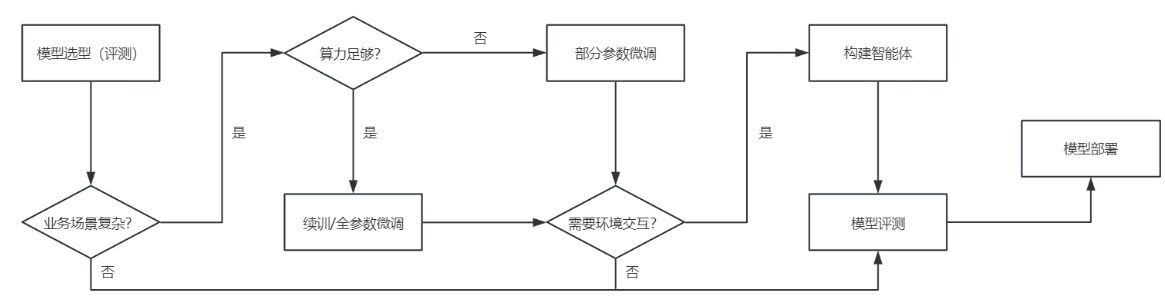 模型选型（评测）
算力足够?
否
部分参数微调
构建智能体
是
是
是
模型部署
业务场景复杂?
续训/全参数微调
需要环境交互?
模型评测
否
否